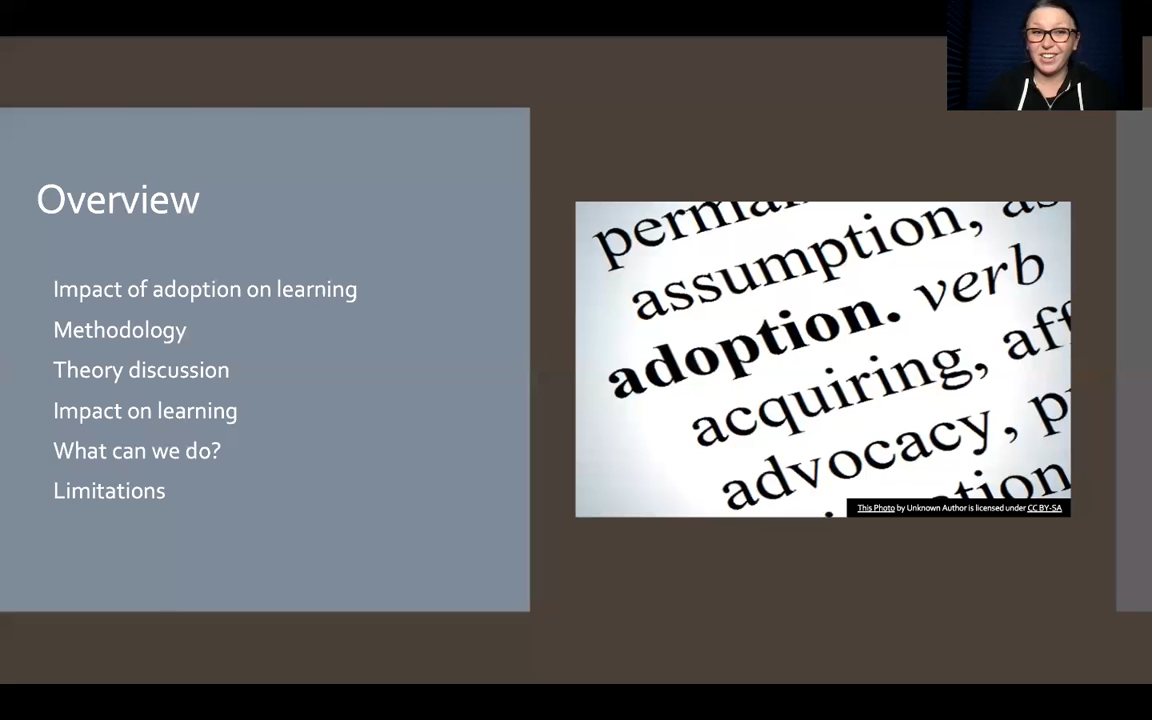 Overview
Impact of adoption on learning
Methodology
Theory discussion
Impact on learning
What can we do?
Limitations
assumption,
adoption. verb
acquiring,
advocacy,
This Photo by Unknown Author is licensed under CC BY-SA